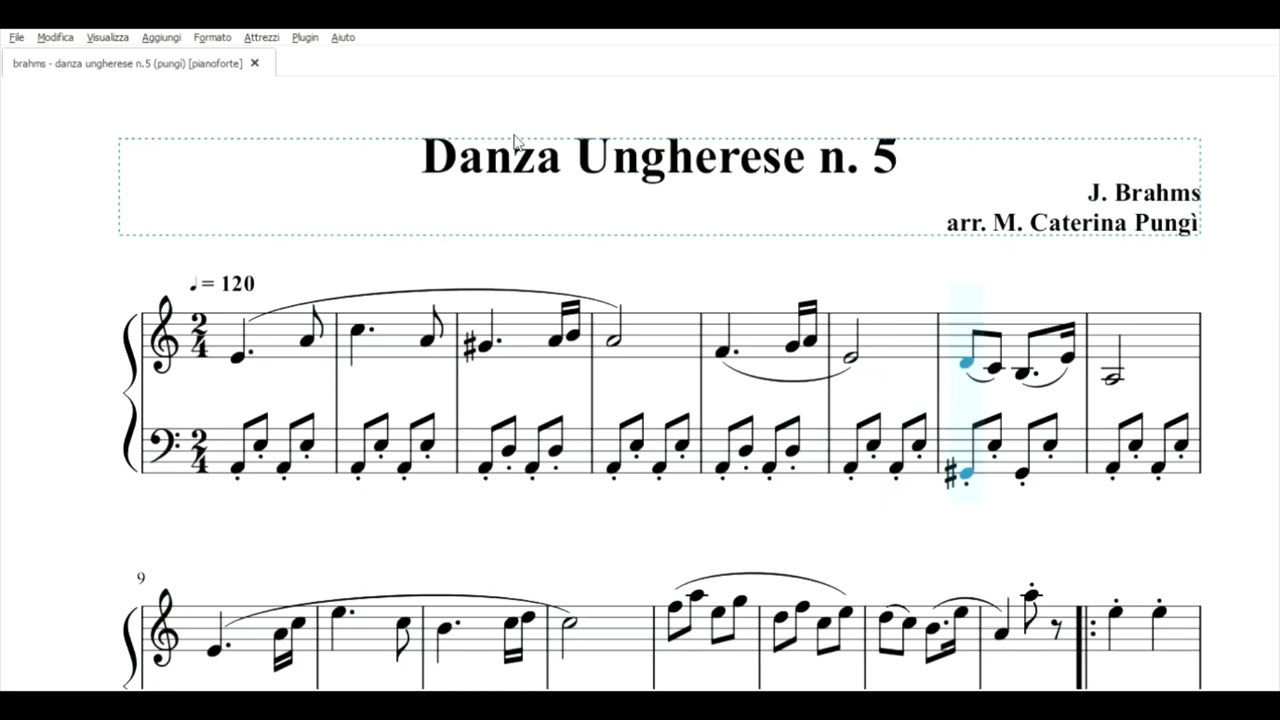 File Modifica Visualizza Aggiungi Formato Attrezzi Plugin Aiuto
brahms - danza ungherese n.5 (pungi) [pianoforte] ✕
Danza Ungherese n. 5
J. Brahms
arr. M. Caterina Pungì
♩ = 120
2
4
2
4
9